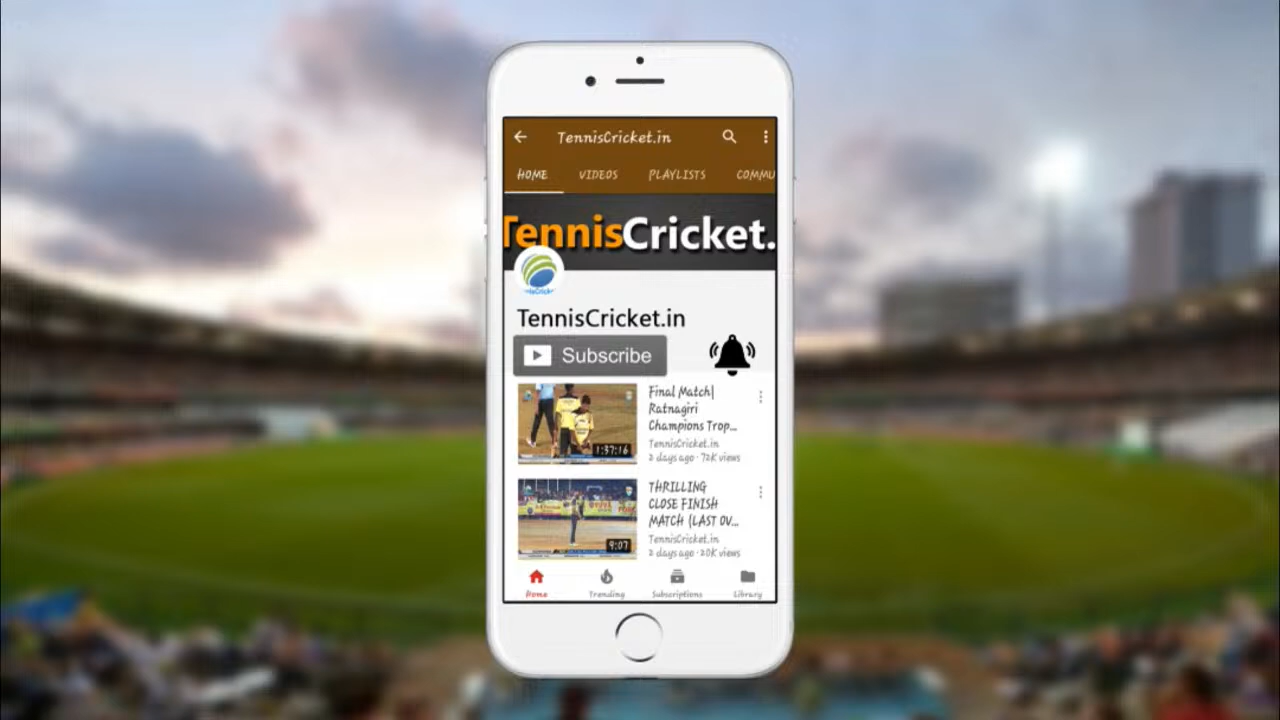 TennisCricket.in
HOME VIDEOS PLAYLISTS COMMU
TennisCricket.
TennisCricket.in
Subscribe
Final Match|
Ratnagiri
Champions Trop...
TennisCricket.in
2 days ago · 72K views
1:37:16
THRILLING
CLOSE FINISH
MATCH (LAST OV...
TennisCricket.in
2 days ago · 20K views
9:07
Home Trending Subscriptions Library